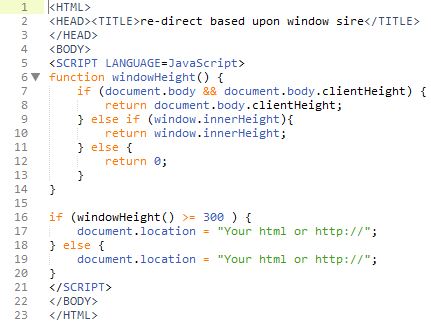 1 <HTML>
2 <HEAD><TITLE>re-direct based upon window sire</TITLE>
3 </HEAD>
4 <BODY>
5 <SCRIPT LANGUAGE=JavaScript>
6 function windowHeight() {
7 if (document.body && document.body.clientHeight) {
8 return document.body.clientHeight;
9 } else if (window.innerHeight){
10 return window.innerHeight;
11 } else {
12 return 0;
13 }
14 }
15
16 if (windowHeight() >= 300 ) {
17 document.location = "Your html or http://";
18 } else {
19 document.location = "Your html or http://";
20 }
21 </SCRIPT>
22 </BODY>
23 </HTML>